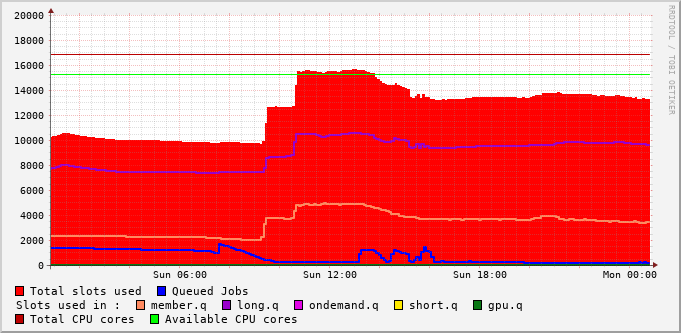 20000
18000
16000
14000
12000
10000
8000
6000
4000
2000
0
Sun 06:00 Sun 12:00 Sun 18:00 Mon 00:00
RRDTOOL / TOBI OETIKER
Total slots used Queued Jobs
Slots used in : member.q long.q ondemand.q short.q gpu.q
Total CPU cores Available CPU cores